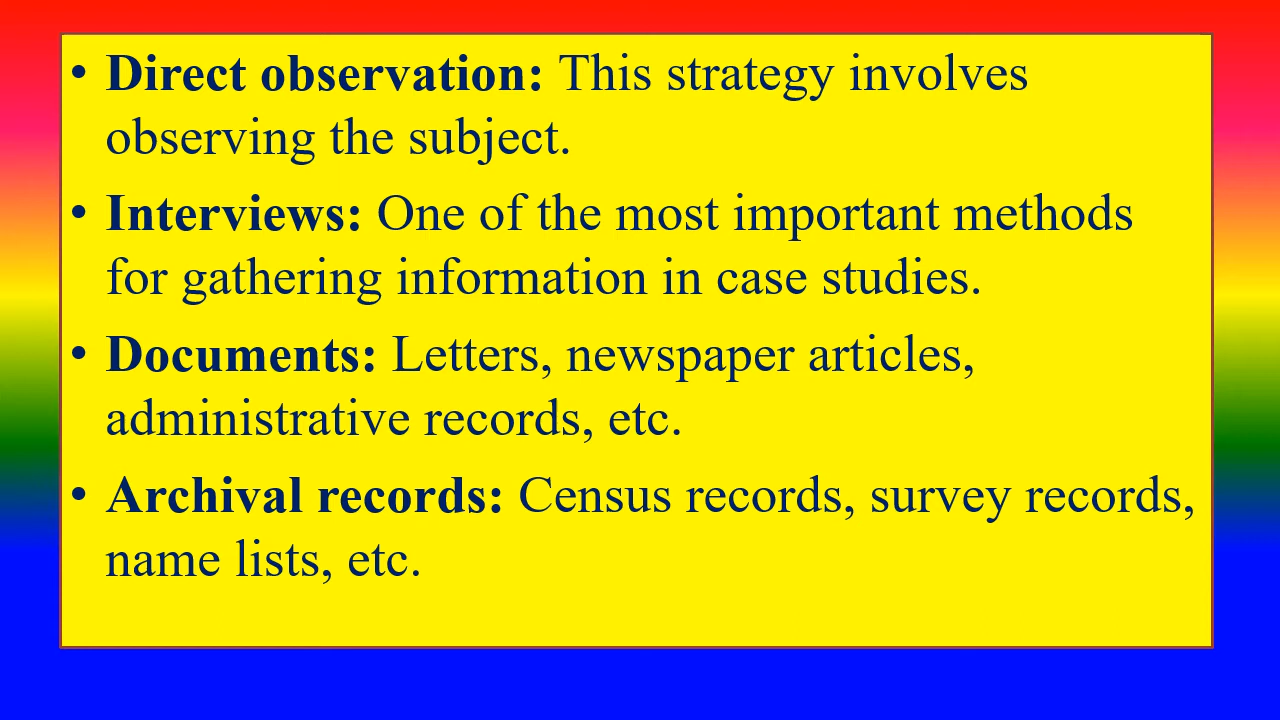 • Direct observation: This strategy involves
observing the subject.
• Interviews: One of the most important methods
for gathering information in case studies.
• Documents: Letters, newspaper articles,
administrative records, etc.
• Archival records: Census records, survey records,
name lists, etc.